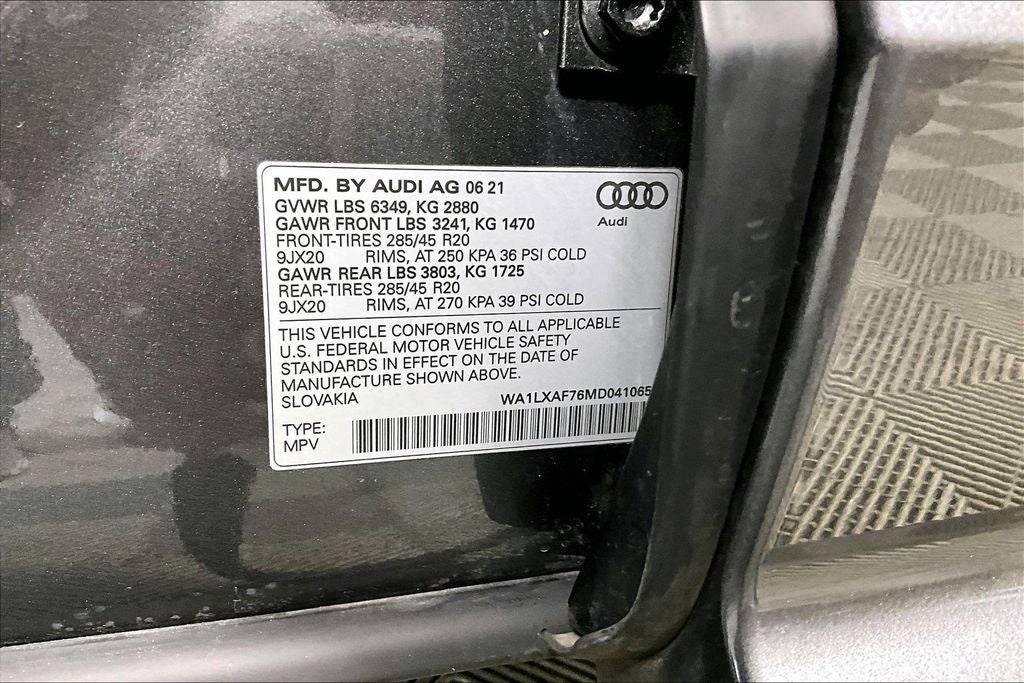 MFD. BY AUDI AG 06 21
GVWR LBS 6349, KG 2880
GAWR FRONT LBS 3241, KG 1470
FRONT-TIRES 285/45 R20
9JX20 RIMS, AT 250 KPA 36 PSI COLD
GAWR REAR LBS 3803, KG 1725
REAR-TIRES 285/45 R20
9JX20 RIMS, AT 270 KPA 39 PSI COLD
Audi
THIS VEHICLE CONFORMS TO ALL APPLICABLE
U.S. FEDERAL MOTOR VEHICLE SAFETY
STANDARDS IN EFFECT ON THE DATE OF
MANUFACTURE SHOWN ABOVE.
SLOVAKIA WA1LXAF76MD041065
TYPE:
MPV